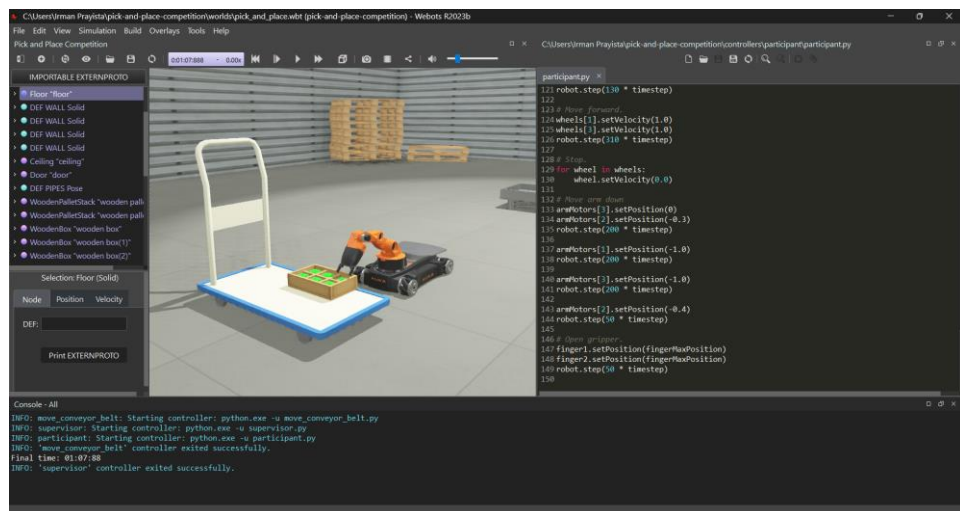 C:\Users\Irman Prayista\pick-and-place-competition\worlds\pick_and_place.wbt (pick-and-place-competition) - Webots R2023b
File Edit View Simulation Build Overlays Tools Help
Pick and Place Competition
0:01:07:888 - 0.00x
IMPORTABLE EXTERNPROTO
Floor "floor"
DEF WALL Solid
DEF WALL Solid
DEF WALL Solid
DEF WALL Solid
Ceiling "ceiling"
Door "door"
DEF PIPES Pose
WoodenPalletStack "wooden pall
WoodenPalletStack "wooden pall
WoodenBox "wooden box"
WoodenBox "wooden box(1)"
WoodenBox "wooden box(2)"
Selection: Floor (Solid)
Node Position Velocity
DEF:
Print EXTERNPROTO
C:\Users\Irman Prayista\pick-and-place-competition\controllers\participant\participant.py
participant.py
121 robot.step(130 * timestep)
122
123 # Move forward.
124 wheels[1].setVelocity(1.0)
125 wheels[3].setVelocity(1.0)
126 robot.step(310 * timestep)
127
128 # Stop.
129 for wheel in wheels:
130 wheel.setVelocity(0.0)
131
132 # Move arm down
133 armMotors[3].setPosition(0)
134 armMotors[2].setPosition(-0.3)
135 robot.step(200 * timestep)
136
137 armMotors[1].setPosition(-1.0)
138 robot.step(200 * timestep)
139
140 armMotors[3].setPosition(-1.0)
141 robot.step(200 * timestep)
142
143 armMotors[2].setPosition(-0.4)
144 robot.step(50 * timestep)
145
146 # Open gripper.
147 finger1.setPosition(fingerMaxPosition)
148 finger2.setPosition(fingerMaxPosition)
149 robot.step(50 * timestep)
150
Console - All
INFO: move_conveyor_belt: Starting controller: python.exe -u move_conveyor_belt.py
INFO: supervisor: Starting controller: python.exe -u supervisor.py
INFO: participant: Starting controller: python.exe -u participant.py
INFO: 'move_conveyor_belt' controller exited successfully.
Final time: 01:07:88
INFO: 'supervisor' controller exited successfully.